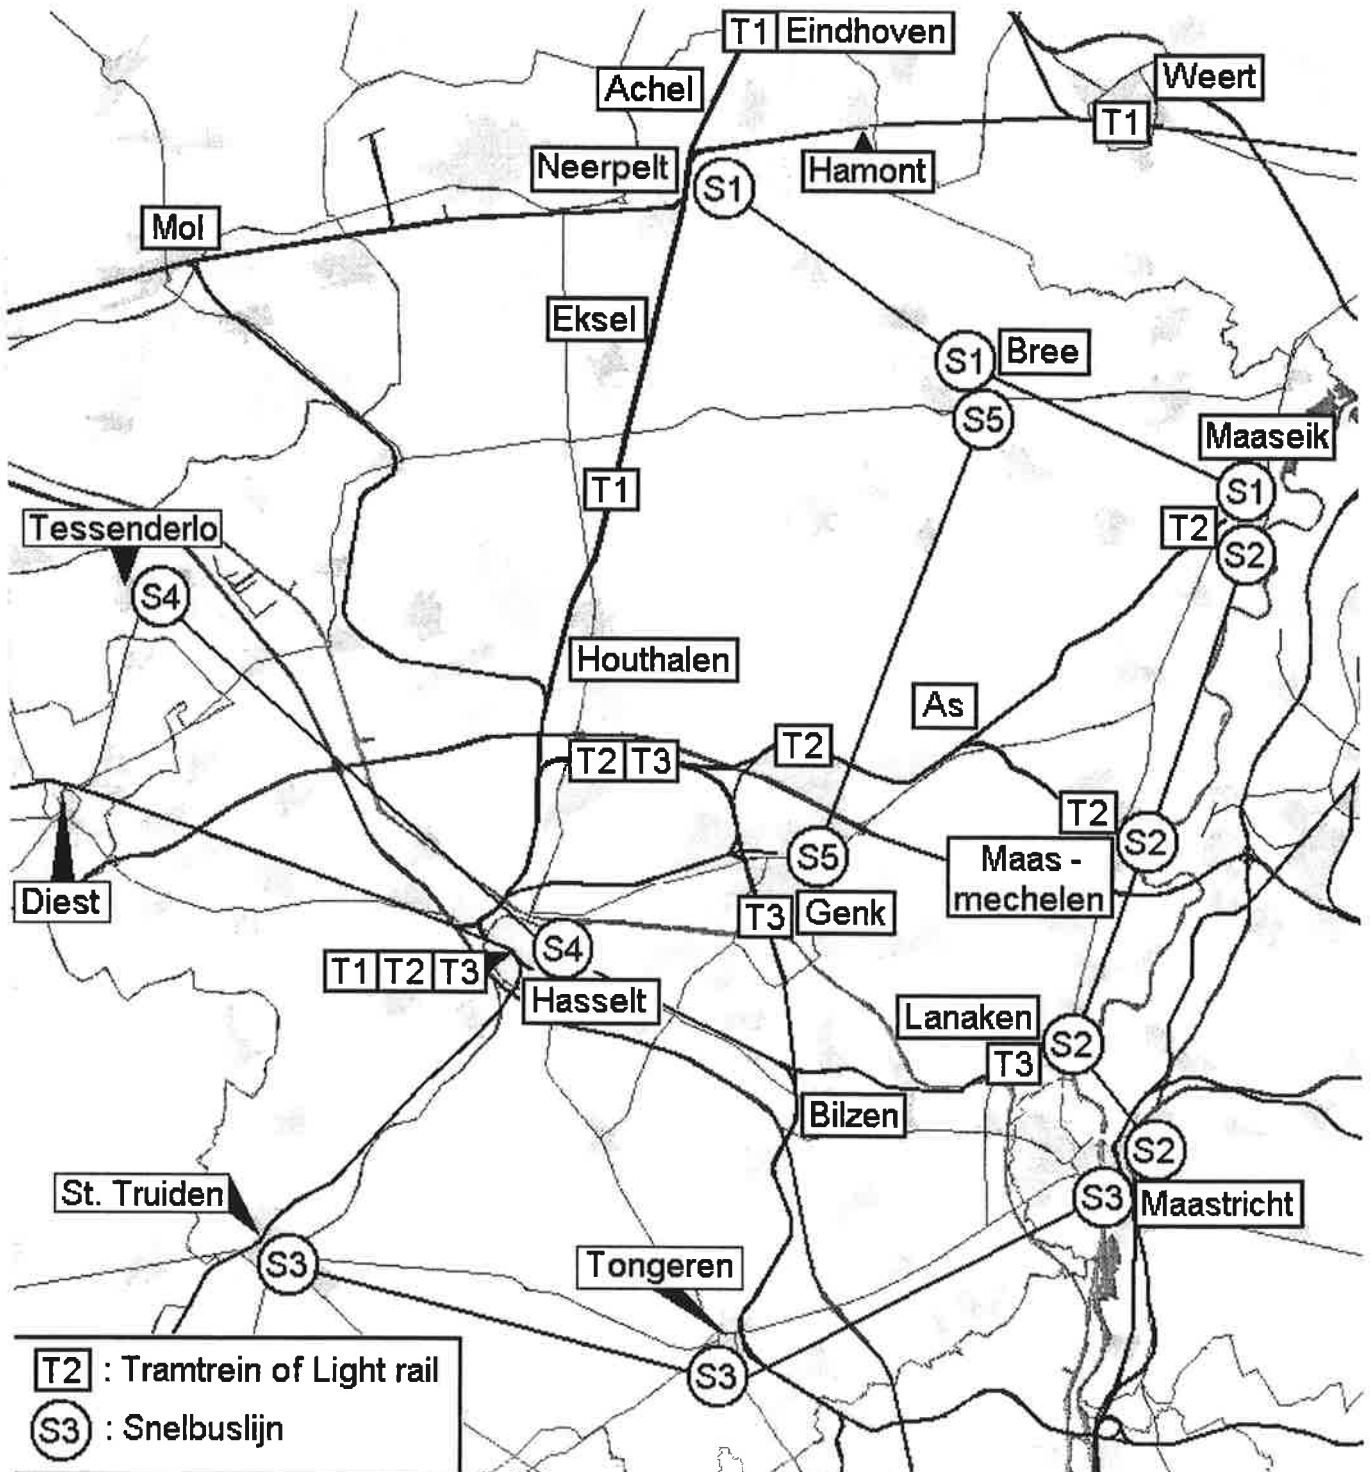 T1 Eindhoven
Achel
Weert
T1
Neerpelt
Hamont
S1
Mol
Eksel
S1
Bree
S5
Maaseik
T1
S1
Tessenderlo
T2
S2
S4
Houthalen
As
T2 T3
T2
T2
S2
S5
Maas -
mechelen
Diest
T3
Genk
S4
T1 T2 T3
Hasselt
Lanaken
S2
T3
Bilzen
S2
St. Truiden
S3
Maastricht
S3
Tongeren
S3
T2 : Tramtrein of Light rail
S3 : Snelbuslijn